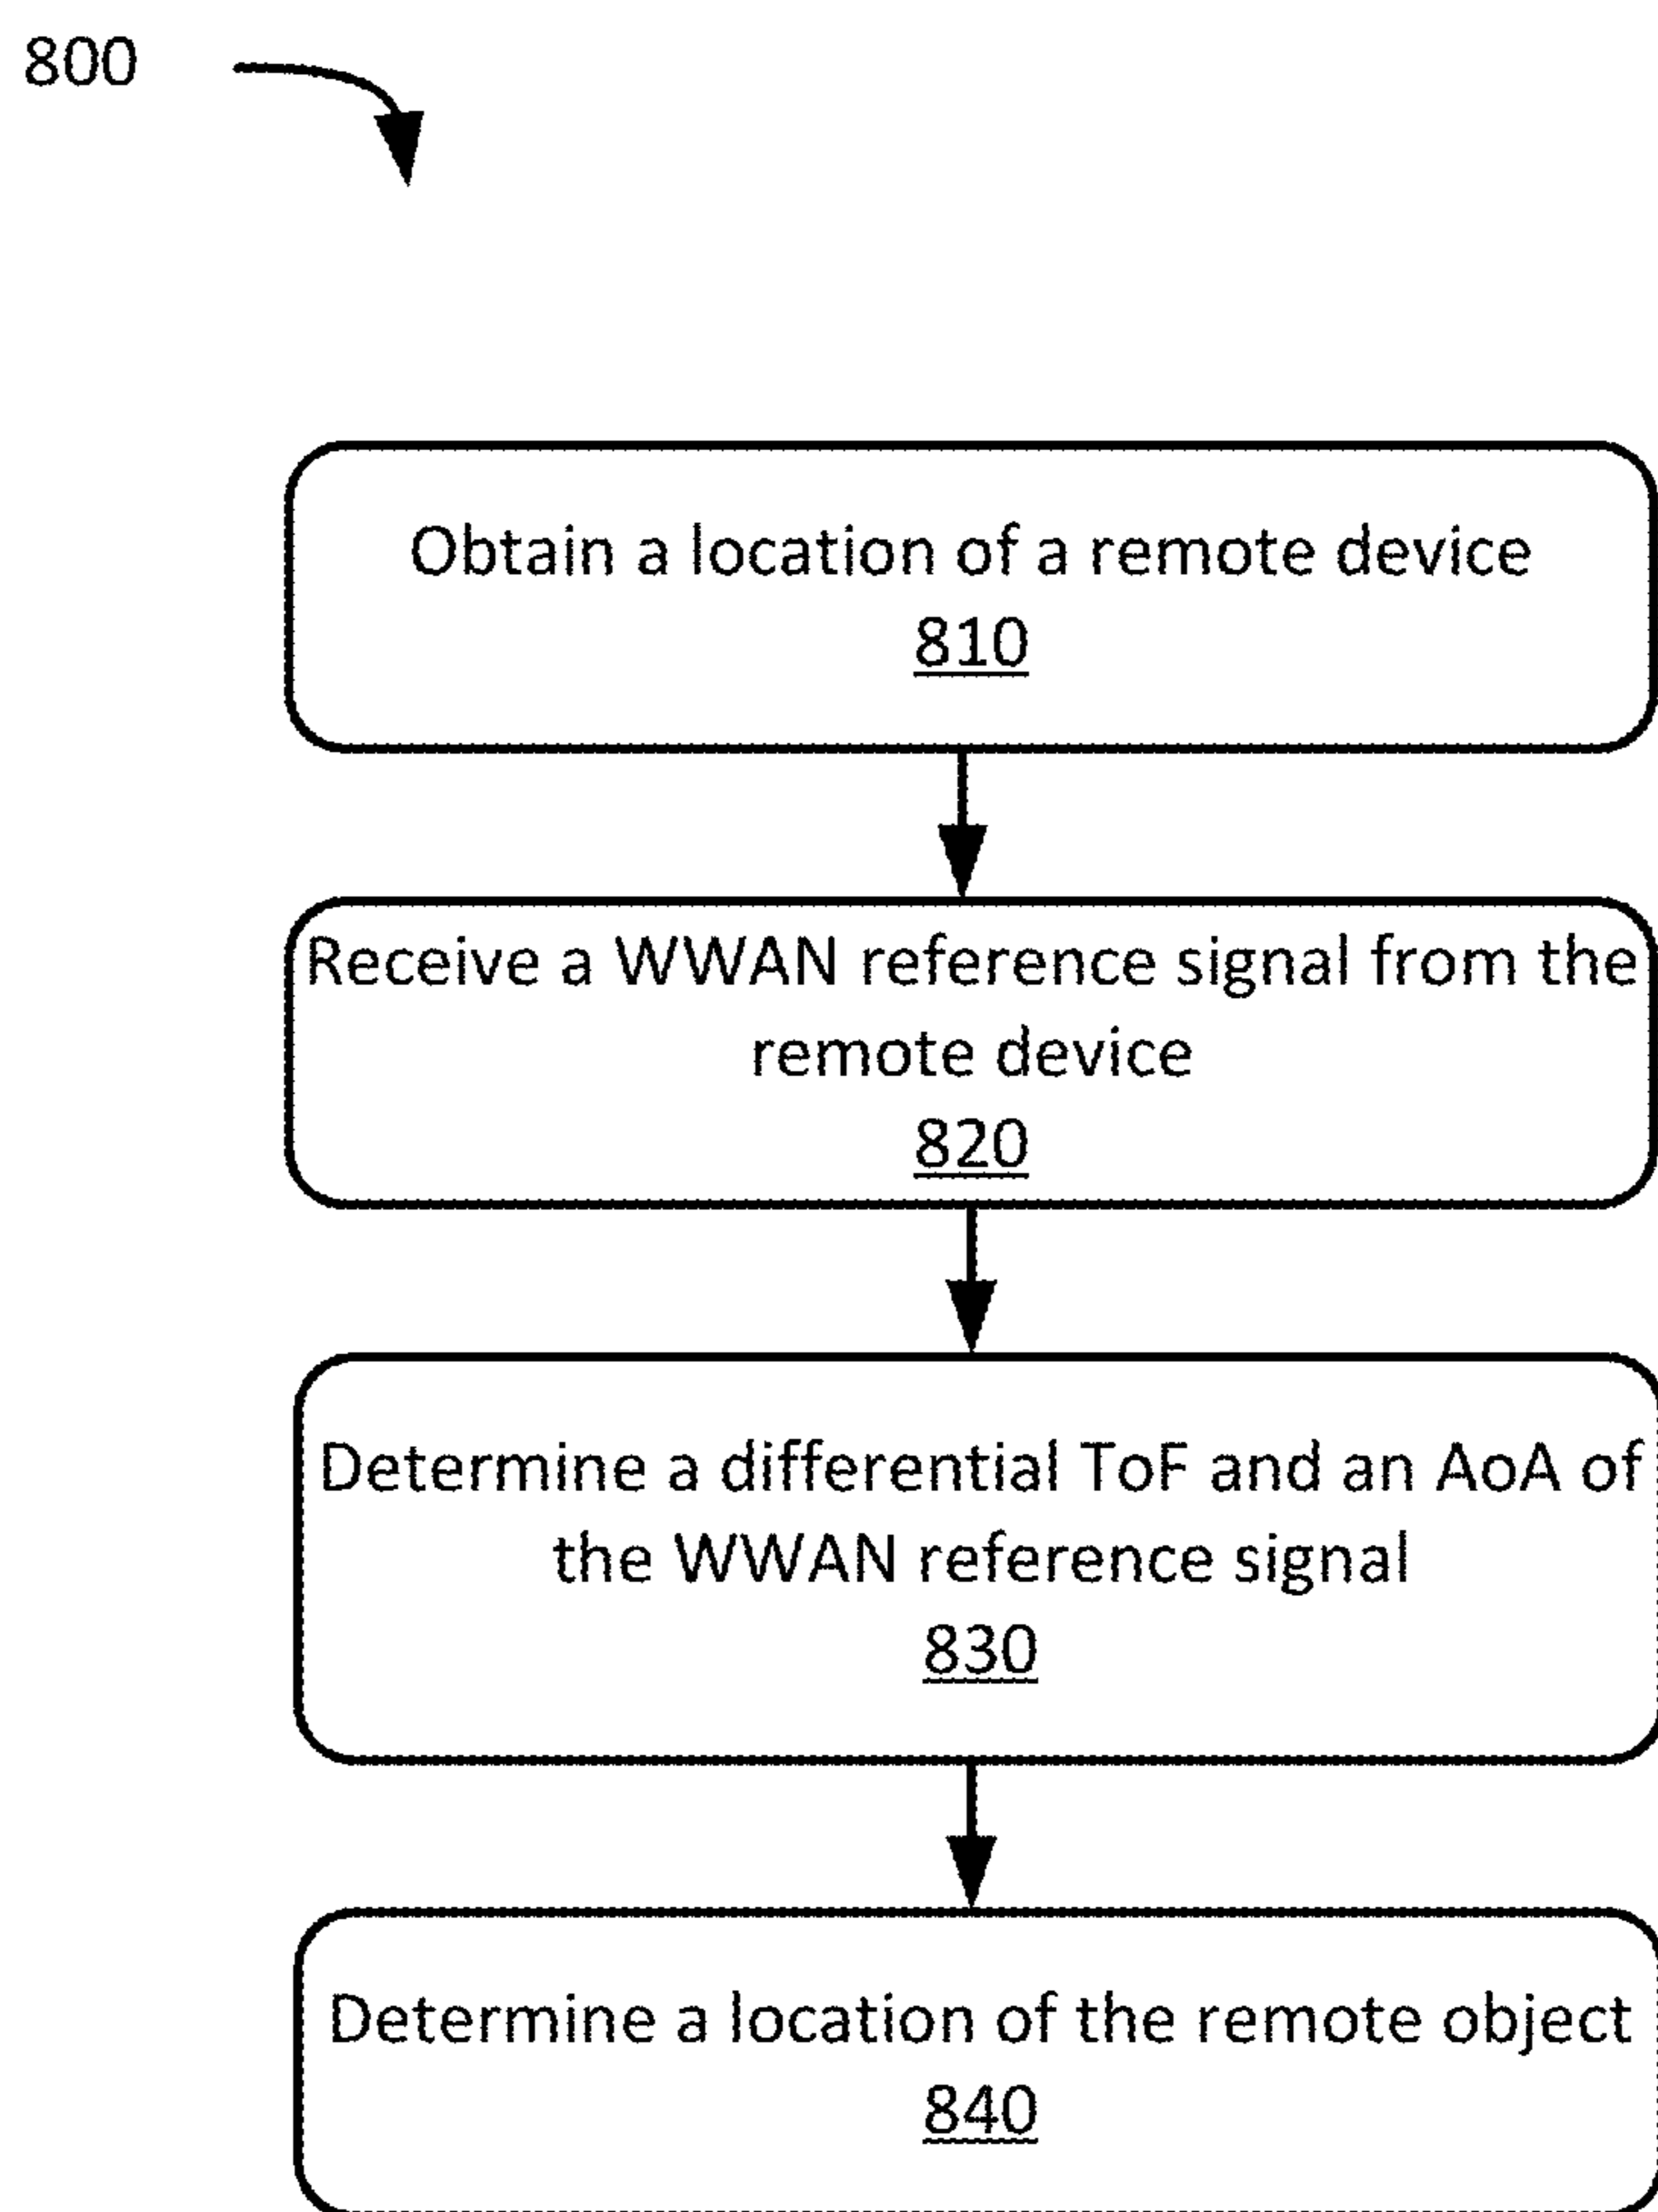 800
Obtain a location of a remote device
810
Receive a WWAN reference signal from the
remote device
820
Determine a differential ToF and an AoA of
the WWAN reference signal
830
Determine a location of the remote object
840